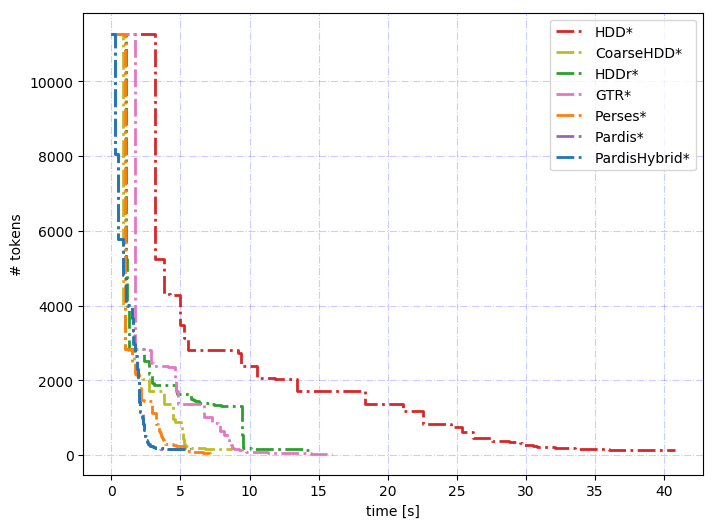 HDD*
CoarseHDD*
HDDr*
GTR*
Perses*
Pardis*
PardisHybrid*
# tokens
10000
8000
6000
4000
2000
0
0 5 10 15 20 25 30 35 40
time [s]